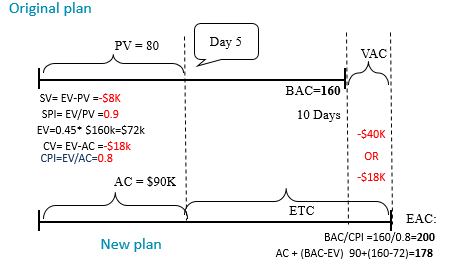 Original plan
PV = 80
Day 5
VAC
BAC=160
10 Days
SV= EV-PV =-$8K
SPI= EV/PV =0.9
EV=0.45* $160k=$72k
CV= EV-AC =-$18k
CPI=EV/AC=0.8
-$40K
OR
-$18K
AC = $90K
ETC
EAC:
New plan
BAC/CPI =160/0.8=200
AC + (BAC-EV) 90+(160-72)=178